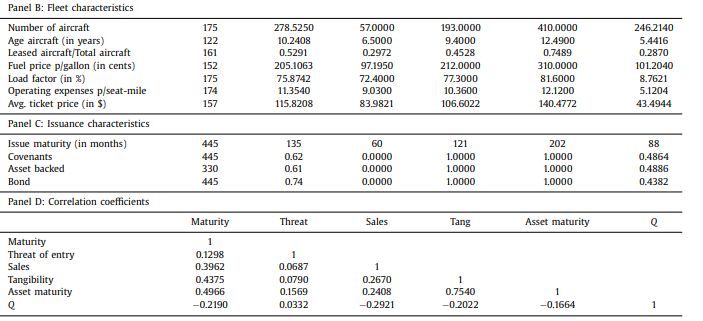 Panel B: Fleet characteristics
Number of aircraft 175 278.5250 57.0000 193.0000 410.0000 246.2140
Age aircraft (in years) 122 10.2408 6.5000 9.4000 12.4900 5.4416
Leased aircraft/Total aircraft 161 0.5291 0.2972 0.4528 0.7489 0.2870
Fuel price p/gallon (in cents) 152 205.1063 97.1950 212.0000 310.0000 101.2040
Load factor (in %) 175 75.8742 72.4000 77.3000 81.6000 8.7621
Operating expenses p/seat-mile 174 11.3540 9.0300 10.3600 12.1200 5.1204
Avg. ticket price (in $) 157 115.8208 83.9821 106.6022 140.4772 43.4944
Panel C: Issuance characteristics
Issue maturity (in months) 445 135 60 121 202 88
Covenants 445 0.62 0.0000 1.0000 1.0000 0.4864
Asset backed 330 0.61 0.0000 1.0000 1.0000 0.4886
Bond 445 0.74 0.0000 1.0000 1.0000 0.4382
Panel D: Correlation coefficients
Maturity Threat Sales Tang Asset maturity Q
Maturity 1
Threat of entry 0.1298 1
Sales 0.3962 0.0687 1
Tangibility 0.4375 0.0790 0.2670 1
Asset maturity 0.4966 0.1569 0.2408 0.7540 1
Q −0.2190 0.0332 −0.2921 −0.2022 −0.1664 1